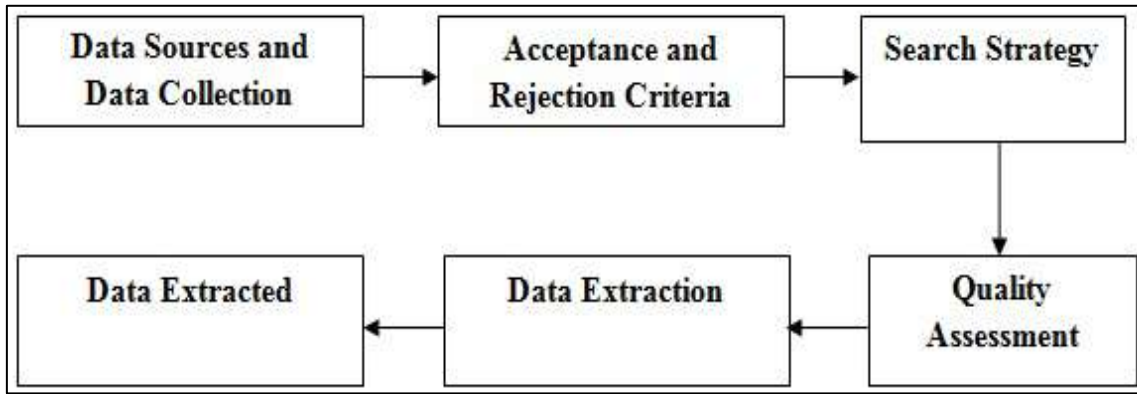 Data Sources and
Data Collection
Acceptance and
Rejection Criteria
Search Strategy
Quality
Assessment
Data Extraction
Data Extracted